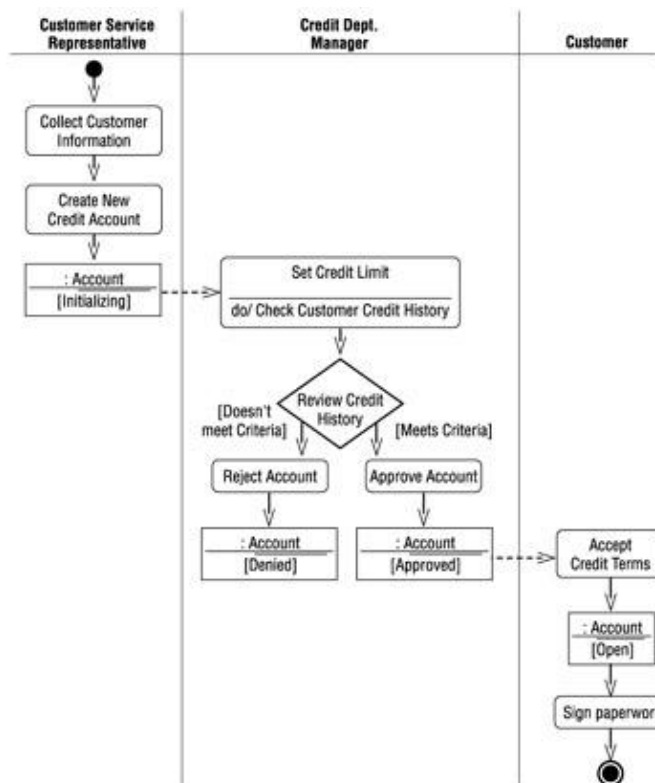 Customer Service
Representative
Credit Dept.
Manager
Customer
Collect Customer
Information
Create New
Credit Account
: Account
[Initializing]
Set Credit Limit
do/ Check Customer Credit History
Review Credit
History
[Doesn't
meet Criteria]
[Meets Criteria]
Reject Account
Approve Account
: Account
[Denied]
: Account
[Approved]
Accept
Credit Terms
: Account
[Open]
Sign paperwor